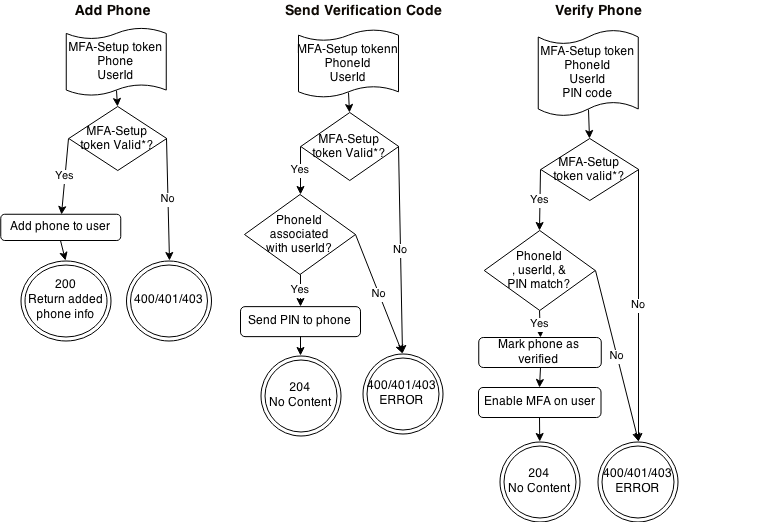 Add Phone
MFA-Setup token
Phone
UserId
MFA-Setup
token Valid*?
Yes
No
Add phone to user
200
Return added
phone info
400/401/403
Send Verification Code
MFA-Setup tokenn
PhoneId
UserId
MFA-Setup
token Valid*?
Yes
No
PhoneId
associated
with userId?
Yes
No
Send PIN to phone
204
No Content
400/401/403
ERROR
Verify Phone
MFA-Setup token
PhoneId
UserId
PIN code
MFA-Setup
token valid*?
Yes
No
PhoneId
, userId, &
PIN match?
Yes
No
Mark phone as
verified
Enable MFA on user
204
No Content
400/401/403
ERROR